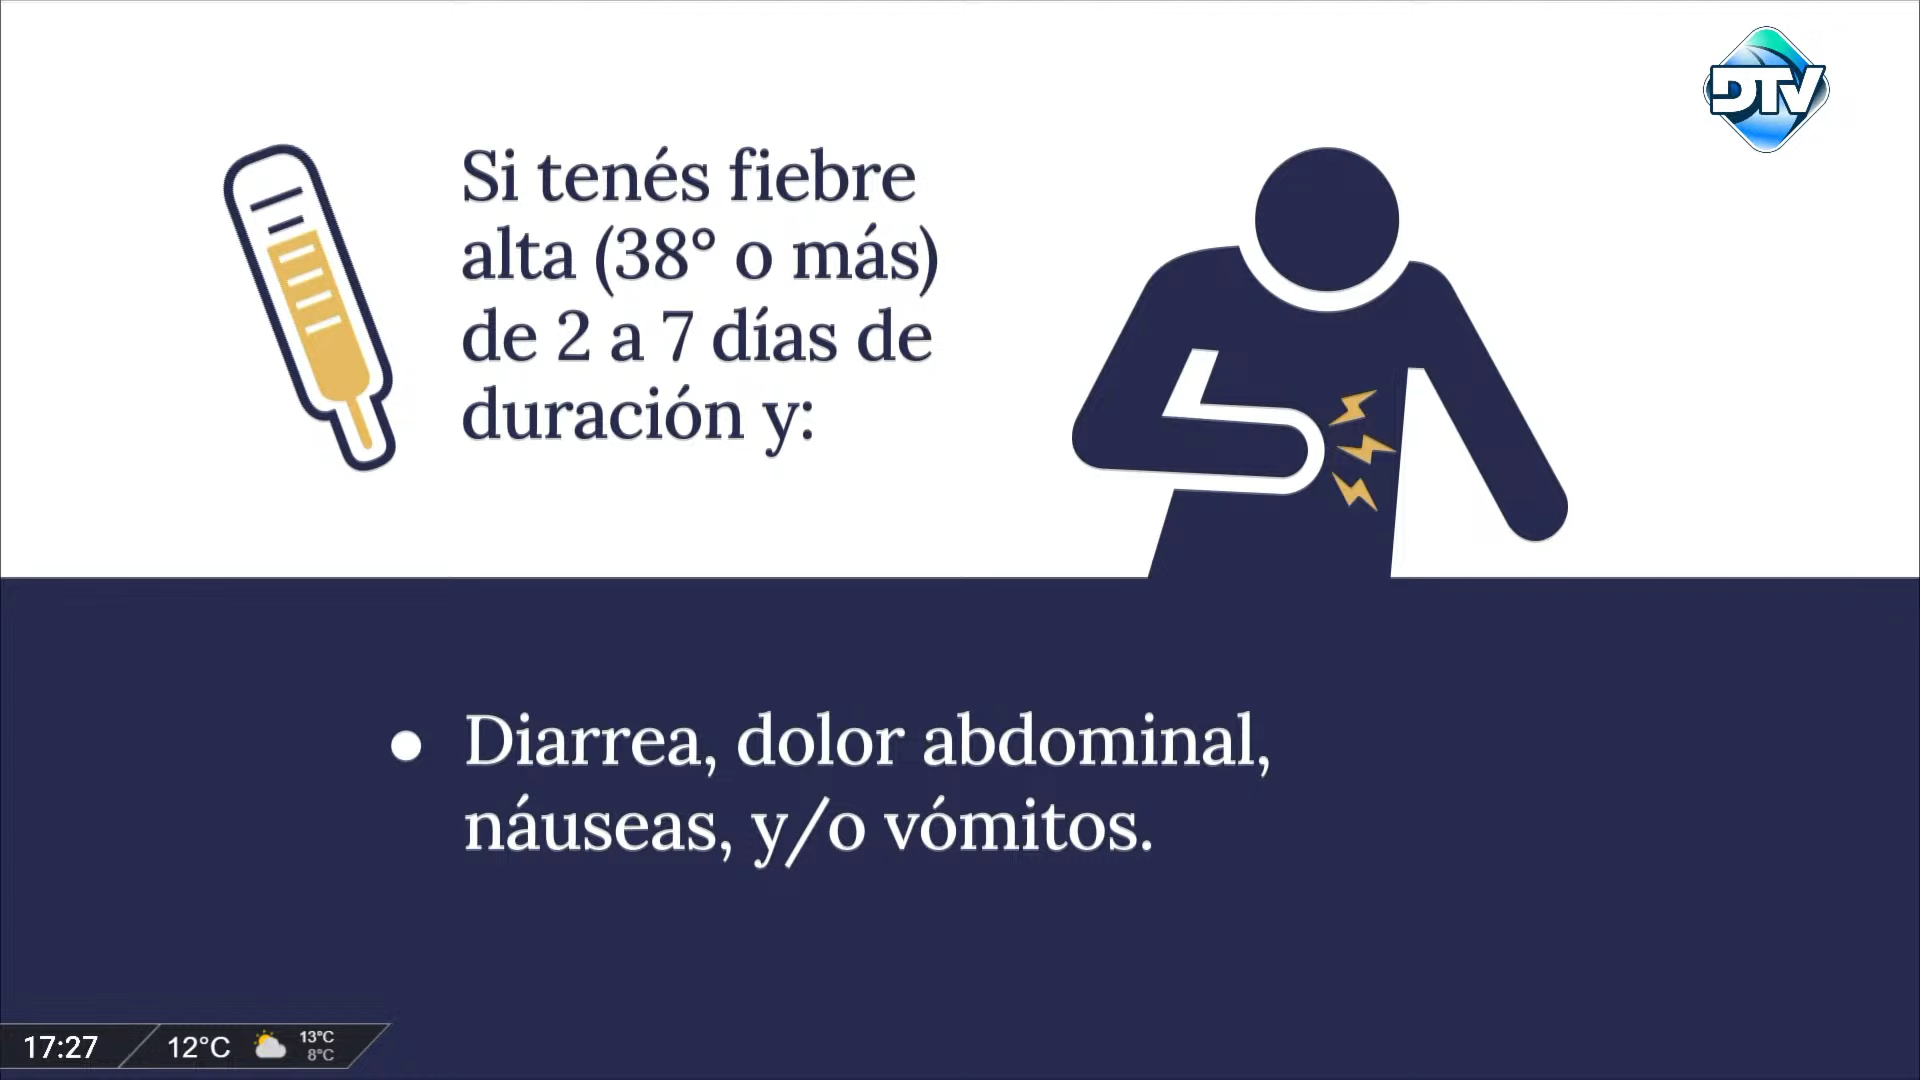 DTV
Si tenés fiebre
alta (38° o más)
de 2 a 7 días de
duración y:
● Diarrea, dolor abdominal,
náuseas, y/o vómitos.
17:27 12°C 13°C
8°C